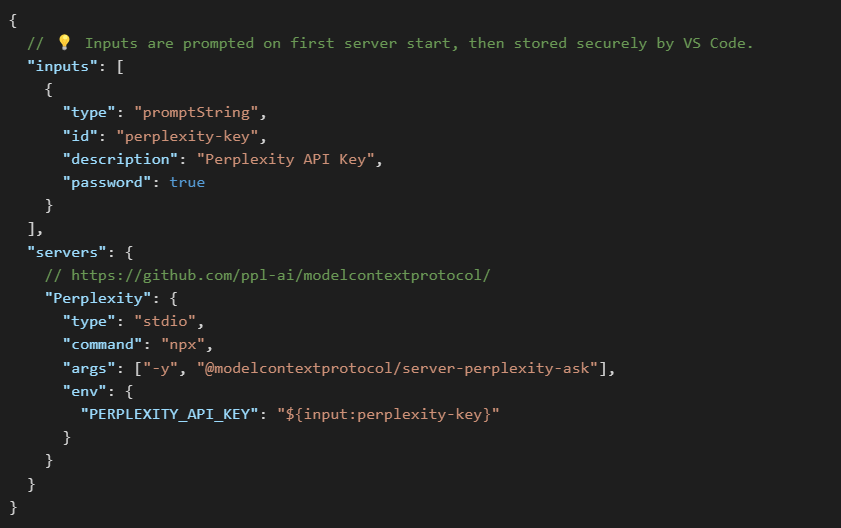 {
  // 💡 Inputs are prompted on first server start, then stored securely by VS Code.
  "inputs": [
    {
      "type": "promptString",
      "id": "perplexity-key",
      "description": "Perplexity API Key",
      "password": true
    }
  ],
  "servers": {
    // https://github.com/ppl-ai/modelcontextprotocol/
    "Perplexity": {
      "type": "stdio",
      "command": "npx",
      "args": ["-y", "@modelcontextprotocol/server-perplexity-ask"],
      "env": {
        "PERPLEXITY_API_KEY": "${input:perplexity-key}"
      }
    }
  }
}